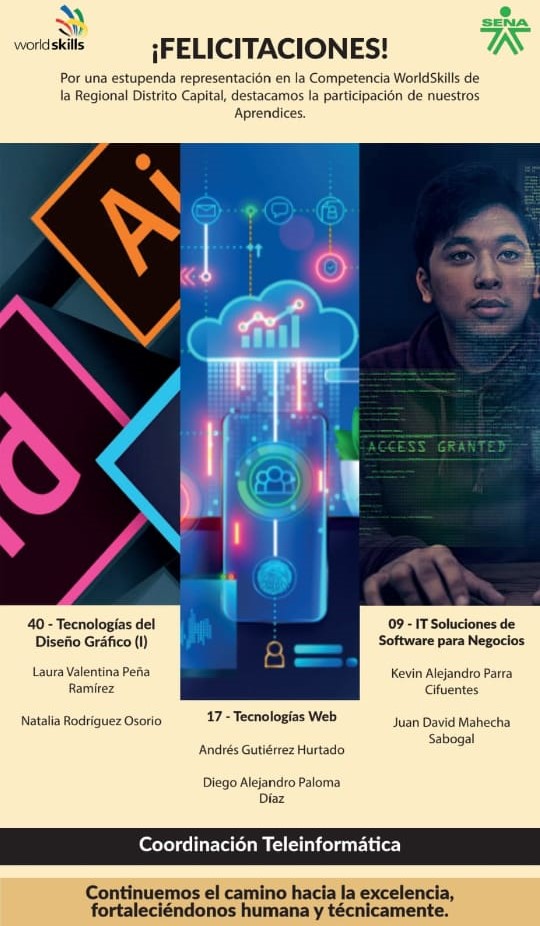 worldskills
SENA
¡FELICITACIONES!
Por una estupenda representación en la Competencia WorldSkills de
la Regional Distrito Capital, destacamos la participación de nuestros
Aprendices.
Ai
Id
ACCESS GRANTED
40 - Tecnologías del
Diseño Gráfico (I)
Laura Valentina Peña
Ramírez
Natalia Rodríguez Osorio
17 - Tecnologías Web
Andrés Gutiérrez Hurtado
Diego Alejandro Paloma
Díaz
09 - IT Soluciones de
Software para Negocios
Kevin Alejandro Parra
Cifuentes
Juan David Mahecha
Sabogal
Coordinación Teleinformática
Continuemos el camino hacia la excelencia,
fortaleciéndonos humana y técnicamente.